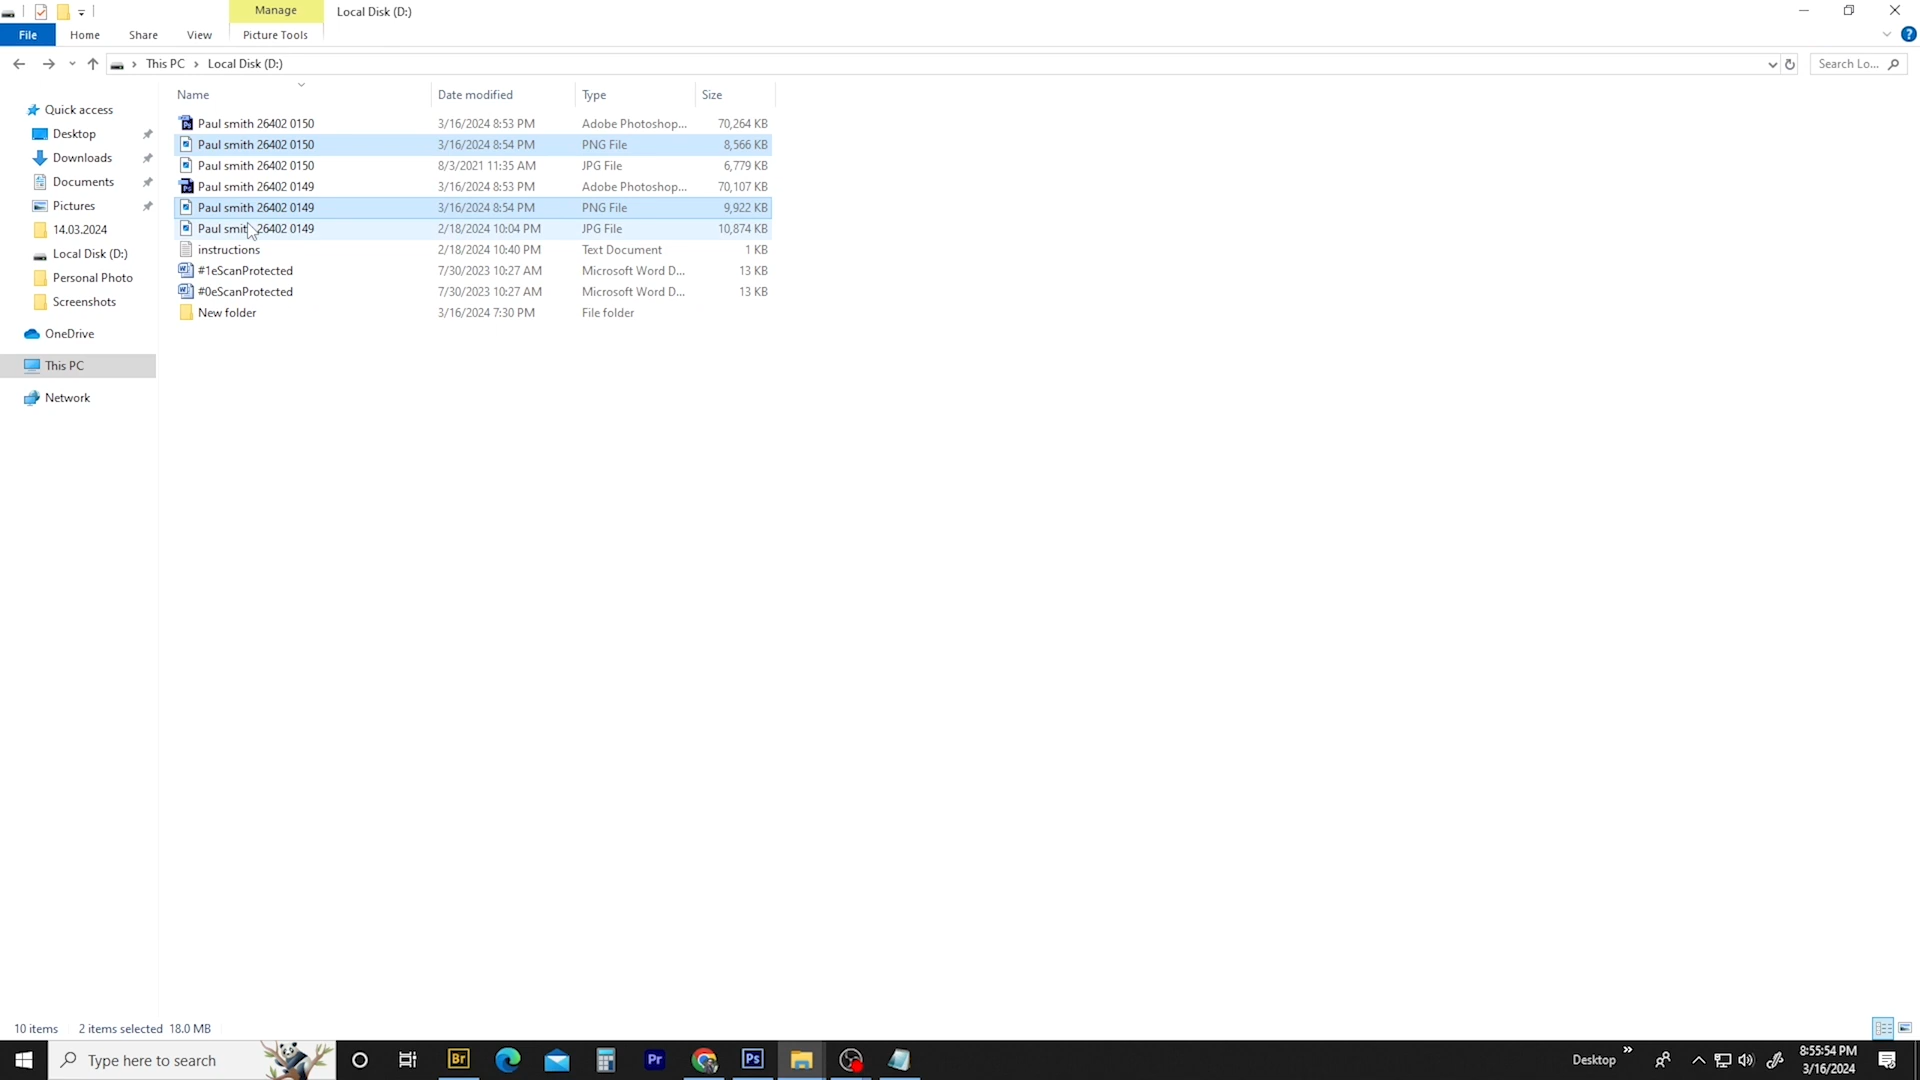 Manage Local Disk (D:)
File Home Share View Picture Tools
This PC Local Disk (D:) Search Lo...
Name Date modified Type Size
Quick access
Desktop
Downloads
Documents
Pictures
14.03.2024
Local Disk (D:)
Personal Photo
Screenshots
OneDrive
This PC
Network
Paul smith 26402 0150 3/16/2024 8:53 PM Adobe Photoshop... 70,264 KB
Paul smith 26402 0150 3/16/2024 8:54 PM PNG File 8,566 KB
Paul smith 26402 0150 8/3/2021 11:35 AM JPG File 6,779 KB
Paul smith 26402 0149 3/16/2024 8:53 PM Adobe Photoshop... 70,107 KB
Paul smith 26402 0149 3/16/2024 8:54 PM PNG File 9,922 KB
Paul smith 26402 0149 2/18/2024 10:04 PM JPG File 10,874 KB
instructions 2/18/2024 10:40 PM Text Document 1 KB
#1eScanProtected 7/30/2023 10:27 AM Microsoft Word D... 13 KB
#0eScanProtected 7/30/2023 10:27 AM Microsoft Word D... 13 KB
New folder 3/16/2024 7:30 PM File folder
10 items 2 items selected 18.0 MB
Type here to search Br Pr Ps Desktop 8:55:54 PM
3/16/2024